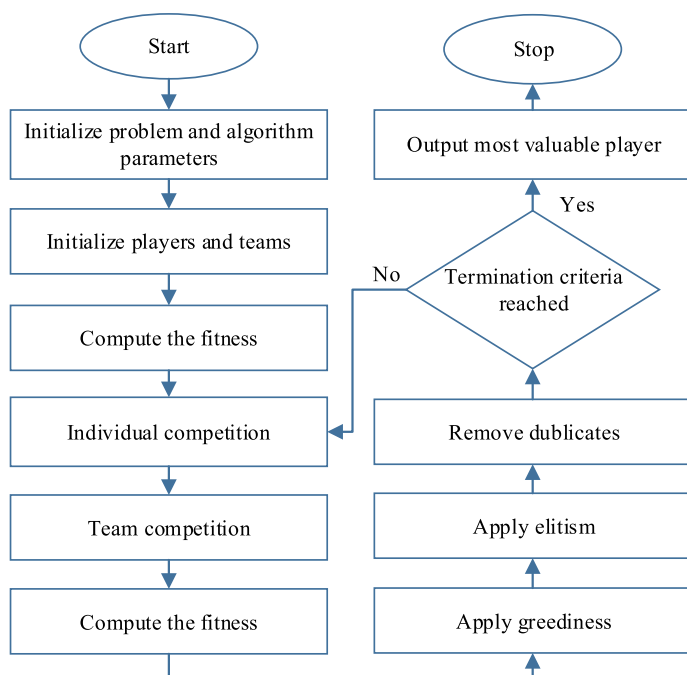 Start
Initialize problem and algorithm
parameters
Initialize players and teams
Compute the fitness
Individual competition
Team competition
Compute the fitness
Stop
Output most valuable player
Yes
No
Termination criteria
reached
Remove dublicates
Apply elitism
Apply greediness